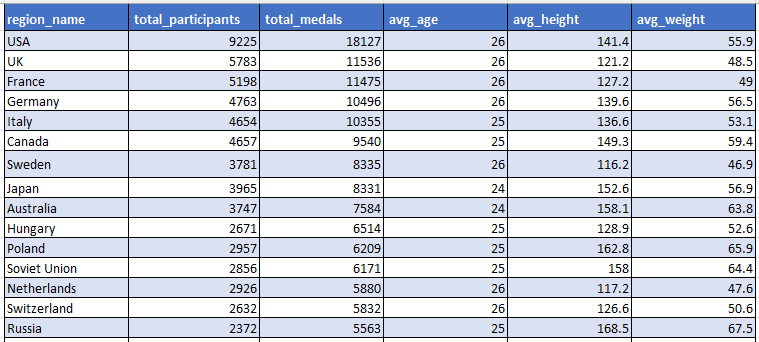 region_name total_participants total_medals avg_age avg_height avg_weight
USA 9225 18127 26 141.4 55.9
UK 5783 11536 26 121.2 48.5
France 5198 11475 26 127.2 49
Germany 4763 10496 26 139.6 56.5
Italy 4654 10355 25 136.6 53.1
Canada 4657 9540 25 149.3 59.4
Sweden 3781 8335 26 116.2 46.9
Japan 3965 8331 24 152.6 56.9
Australia 3747 7584 24 158.1 63.8
Hungary 2671 6514 25 128.9 52.6
Poland 2957 6209 25 162.8 65.9
Soviet Union 2856 6171 25 158 64.4
Netherlands 2926 5880 26 117.2 47.6
Switzerland 2632 5832 26 126.6 50.6
Russia 2372 5563 25 168.5 67.5